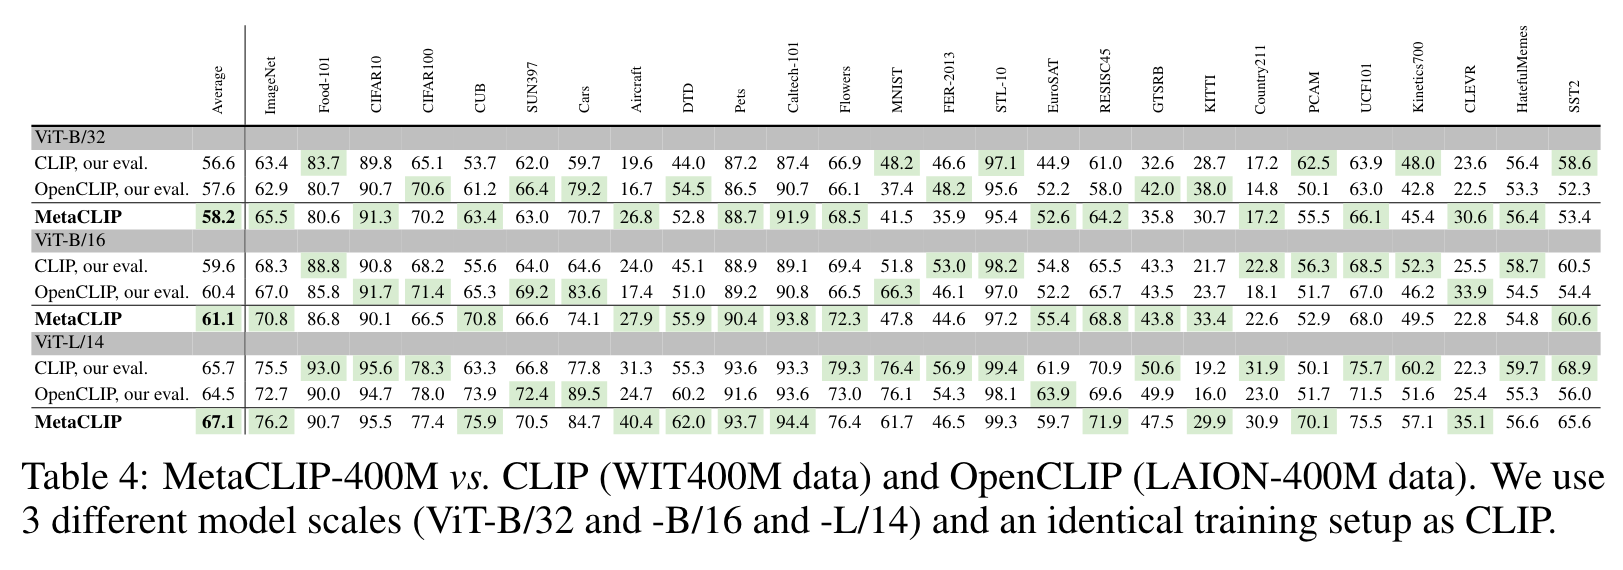 Average ImageNet Food-101 CIFAR10 CIFAR100 CUB SUN397 Cars Aircraft DTD Pets Caltech-101 Flowers MNIST FER-2013 STL-10 EuroSAT RESISC45 GTSRB KITTI Country211 PCAM UCF101 Kinetics700 CLEVR HatefulMemes SST2
ViT-B/32
CLIP, our eval. 56.6 63.4 83.7 89.8 65.1 53.7 62.0 59.7 19.6 44.0 87.2 87.4 66.9 48.2 46.6 97.1 44.9 61.0 32.6 28.7 17.2 62.5 63.9 48.0 23.6 56.4 58.6
OpenCLIP, our eval. 57.6 62.9 80.7 90.7 70.6 61.2 66.4 79.2 16.7 54.5 86.5 90.7 66.1 37.4 48.2 95.6 52.2 58.0 42.0 38.0 14.8 50.1 63.0 42.8 22.5 53.3 52.3
MetaCLIP 58.2 65.5 80.6 91.3 70.2 63.4 63.0 70.7 26.8 52.8 88.7 91.9 68.5 41.5 35.9 95.4 52.6 64.2 35.8 30.7 17.2 55.5 66.1 45.4 30.6 56.4 53.4
ViT-B/16
CLIP, our eval. 59.6 68.3 88.8 90.8 68.2 55.6 64.0 64.6 24.0 45.1 88.9 89.1 69.4 51.8 53.0 98.2 54.8 65.5 43.3 21.7 22.8 56.3 68.5 52.3 25.5 58.7 60.5
OpenCLIP, our eval. 60.4 67.0 85.8 91.7 71.4 65.3 69.2 83.6 17.4 51.0 89.2 90.8 66.5 66.3 46.1 97.0 52.2 65.7 43.5 23.7 18.1 51.7 67.0 46.2 33.9 54.5 54.4
MetaCLIP 61.1 70.8 86.8 90.1 66.5 70.8 66.6 74.1 27.9 55.9 90.4 93.8 72.3 47.8 44.6 97.2 55.4 68.8 43.8 33.4 22.6 52.9 68.0 49.5 22.8 54.8 60.6
ViT-L/14
CLIP, our eval. 65.7 75.5 93.0 95.6 78.3 63.3 66.8 77.8 31.3 55.3 93.6 93.3 79.3 76.4 56.9 99.4 61.9 70.9 50.6 19.2 31.9 50.1 75.7 60.2 22.3 59.7 68.9
OpenCLIP, our eval. 64.5 72.7 90.0 94.7 78.0 73.9 72.4 89.5 24.7 60.2 91.6 93.6 73.0 76.1 54.3 98.1 63.9 69.6 49.9 16.0 23.0 51.7 71.5 51.6 25.4 55.3 56.0
MetaCLIP 67.1 76.2 90.7 95.5 77.4 75.9 70.5 84.7 40.4 62.0 93.7 94.4 76.4 61.7 46.5 99.3 59.7 71.9 47.5 29.9 30.9 70.1 75.5 57.1 35.1 56.6 65.6
Table 4: MetaCLIP-400M vs. CLIP (WIT400M data) and OpenCLIP (LAION-400M data). We use
3 different model scales (ViT-B/32 and -B/16 and -L/14) and an identical training setup as CLIP.